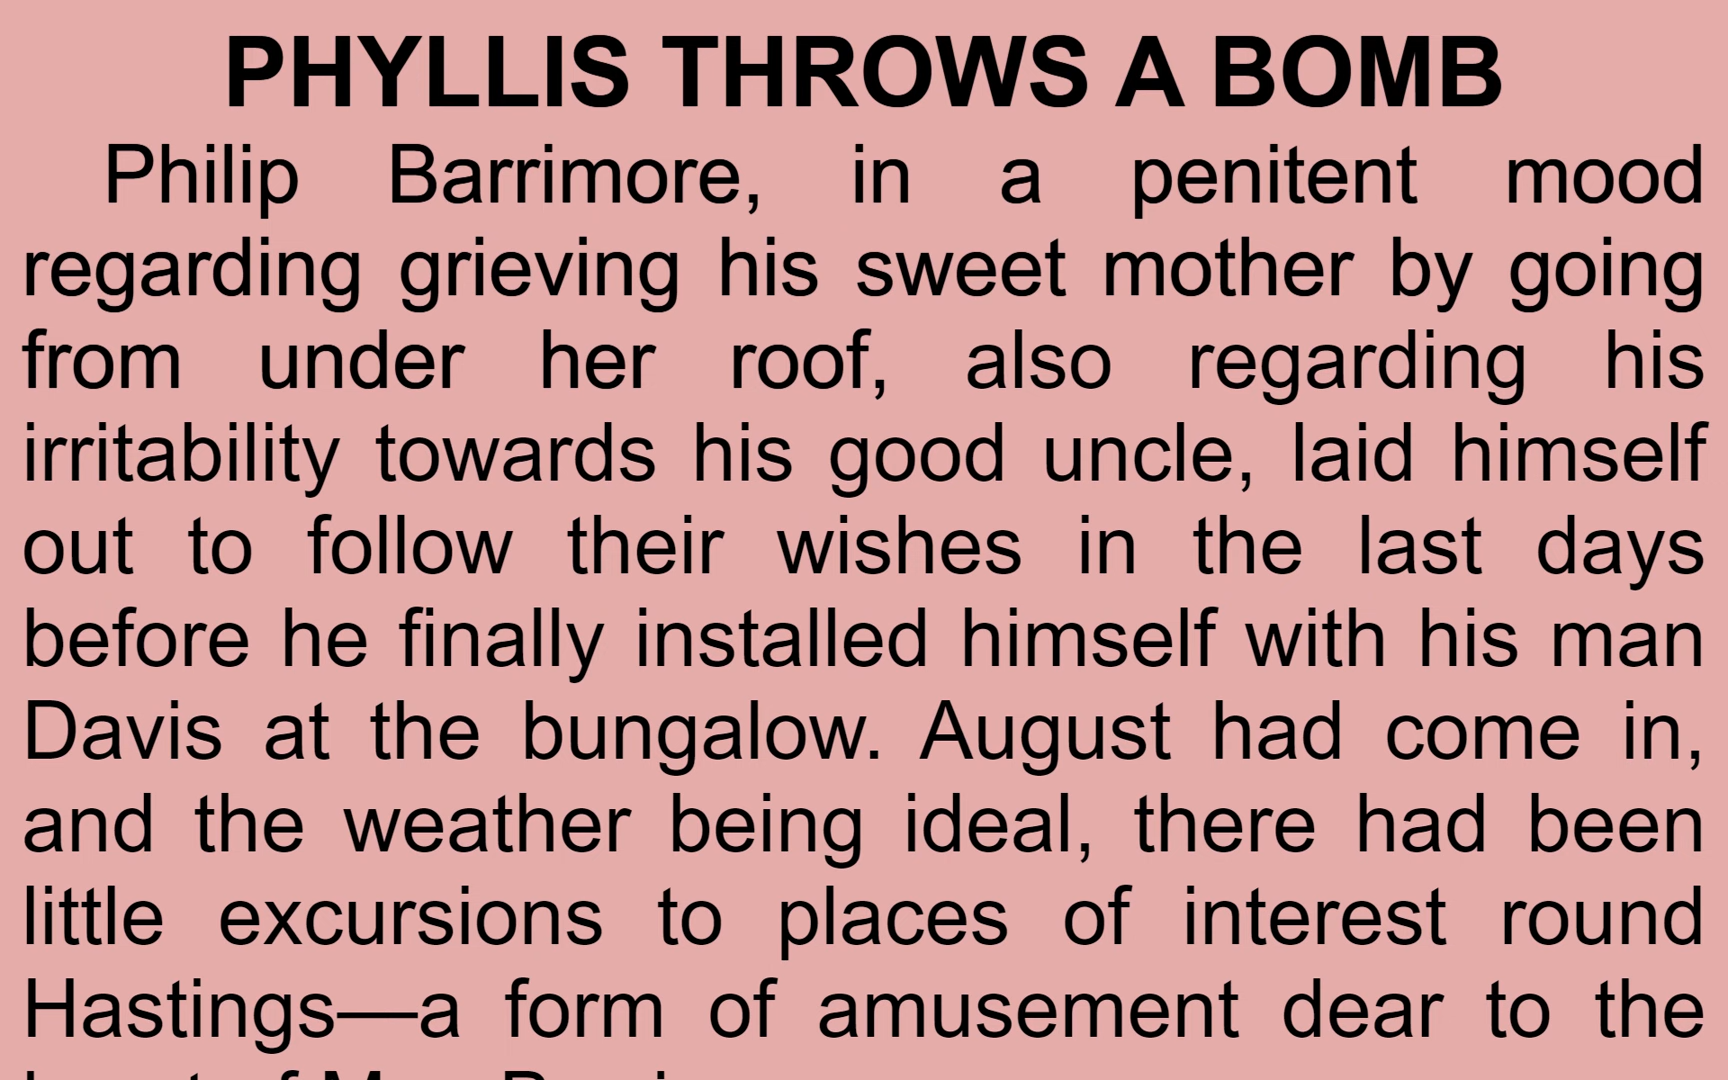 PHYLLIS THROWS A BOMB
Philip Barrimore, in a penitent mood
regarding grieving his sweet mother by going
from under her roof, also regarding his
irritability towards his good uncle, laid himself
out to follow their wishes in the last days
before he finally installed himself with his man
Davis at the bungalow. August had come in,
and the weather being ideal, there had been
little excursions to places of interest round
Hastings—a form of amusement dear to the